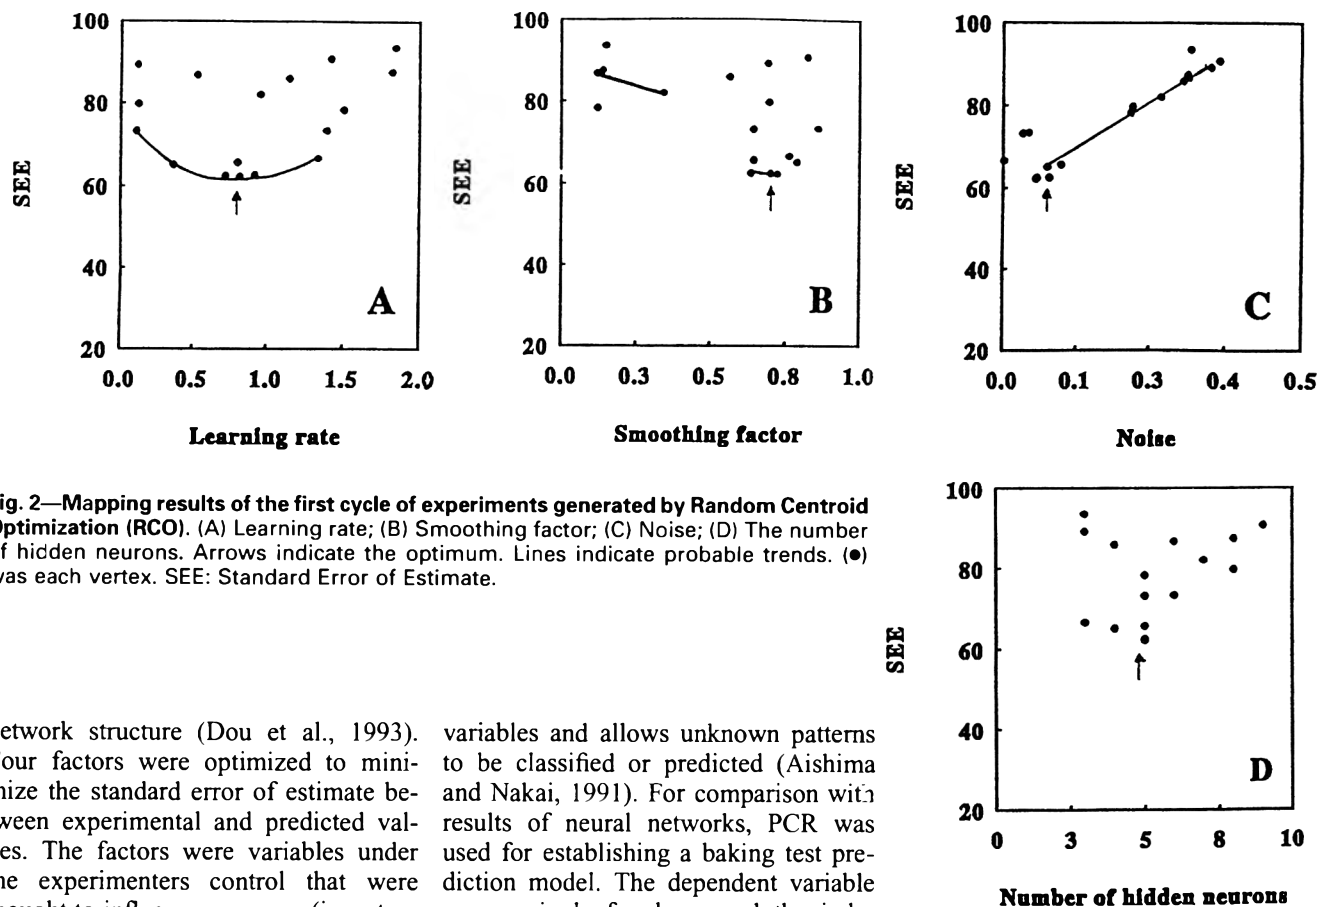 100
80
60
40
20
SEE
A
0.0 0.5 1.0 1.5 2.0
Learning rate
100
80
60
40
20
SEE
B
0.0 0.3 0.5 0.8 1.0
Smoothing factor
100
80
60
40
20
SEE
C
0.0 0.1 0.3 0.4 0.5
Noise
ig. 2—Mapping results of the first cycle of experiments generated by Random Centroid
ptimization (RCO). (A) Learning rate; (B) Smoothing factor; (C) Noise; (D) The number
f hidden neurons. Arrows indicate the optimum. Lines indicate probable trends. (●)
was each vertex. SEE: Standard Error of Estimate.
100
80
60
40
20
SEE
D
0 3 5 8 10
Number of hidden neurons
etwork structure (Dou et al., 1993).
our factors were optimized to mini-
mize the standard error of estimate be-
ween experimental and predicted val-
es. The factors were variables under
he experimenters control that were
variables and allows unknown patterns
to be classified or predicted (Aishima
and Nakai, 1991). For comparison with
results of neural networks, PCR was
used for establishing a baking test pre-
diction model. The dependent variable